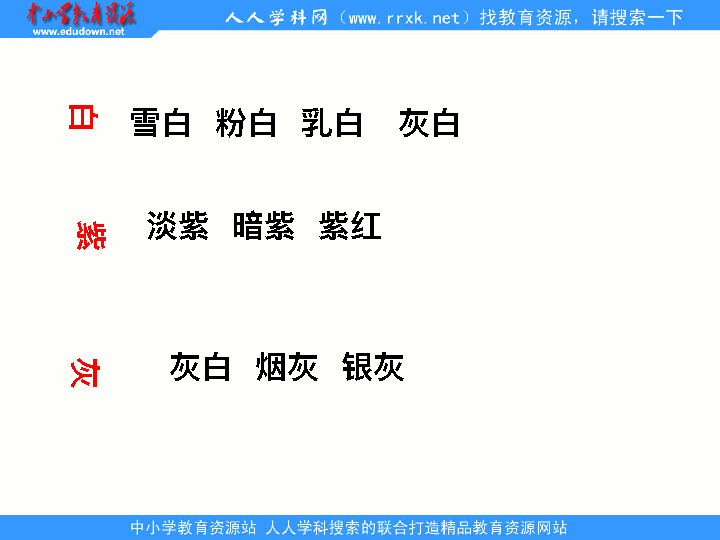 中小学教育资源
www.edudown.net
人人学科网（www.rrxk.net）找教育资源，请搜索一下
白 雪白 粉白 乳白 灰白
紫 淡紫 暗紫 紫红
灰 灰白 烟灰 银灰
中小学教育资源站 人人学科搜索的联合打造精品教育资源网站